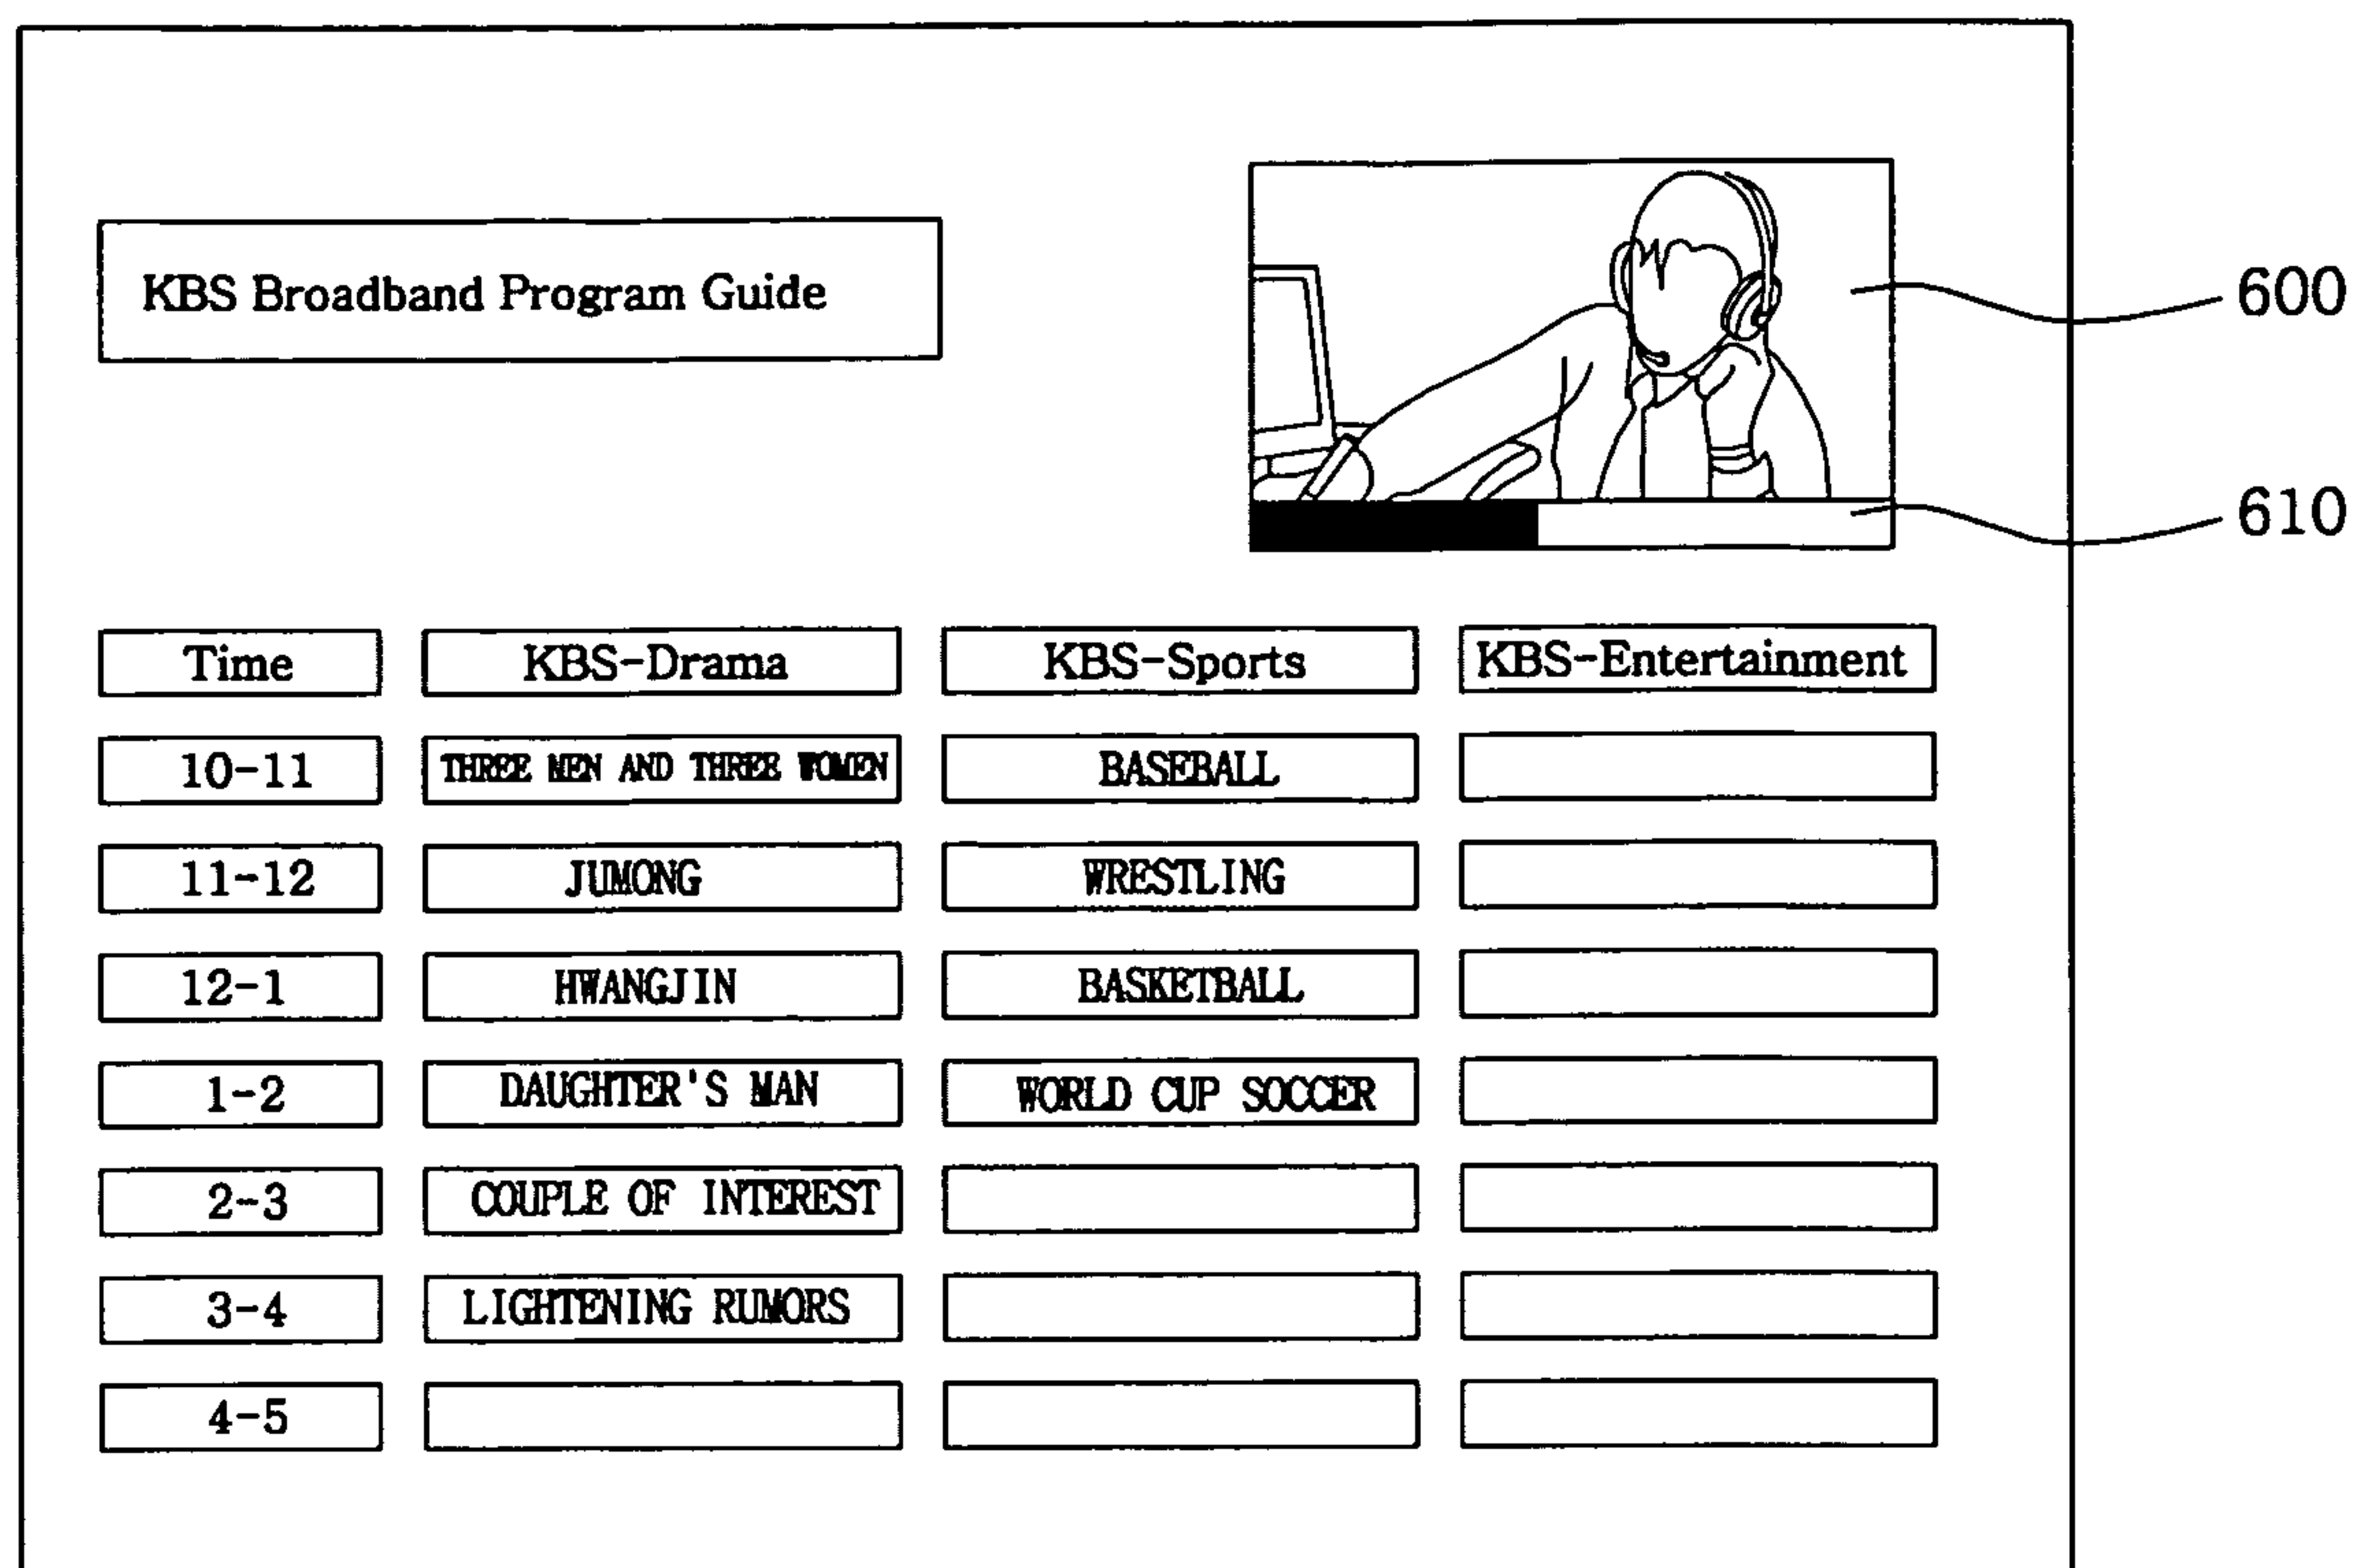 KBS Broadband Program Guide
600
610
Time KBS-Drama KBS-Sports KBS-Entertainment
10-11 THREE MEN AND THREE WOMEN BASEBALL
11-12 JUMONG WRESTLING
12-1 HWANGJIN BASKETBALL
1-2 DAUGHTER'S MAN WORLD CUP SOCCER
2-3 COUPLE OF INTEREST
3-4 LIGHTENING RUMORS
4-5